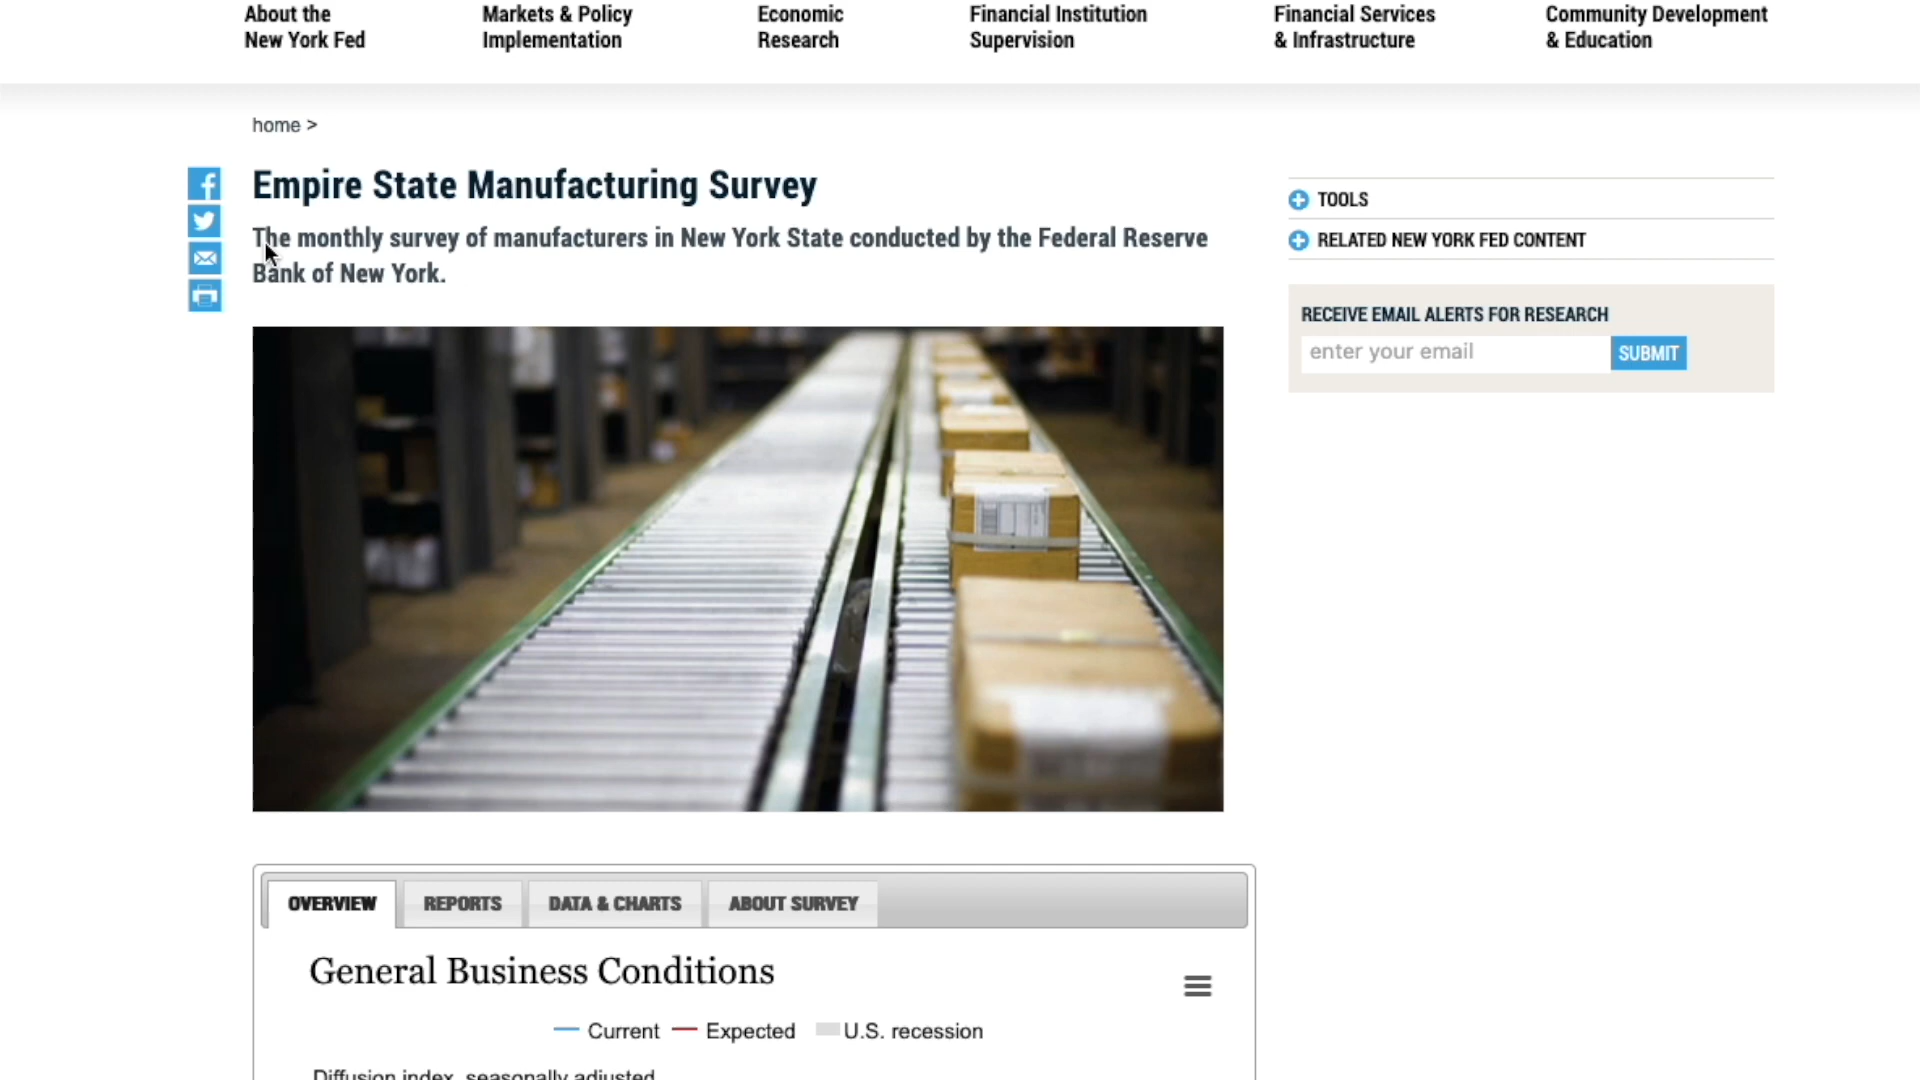 About the
New York Fed
Markets & Policy
Implementation
Economic
Research
Financial Institution
Supervision
Financial Services
& Infrastructure
Community Development
& Education
home >
Empire State Manufacturing Survey
The monthly survey of manufacturers in New York State conducted by the Federal Reserve
Bank of New York.
TOOLS
RELATED NEW YORK FED CONTENT
RECEIVE EMAIL ALERTS FOR RESEARCH
enter your email
SUBMIT
OVERVIEW
REPORTS
DATA & CHARTS
ABOUT SURVEY
General Business Conditions
Current
Expected
U.S. recession
Diffusion index, seasonally adjusted